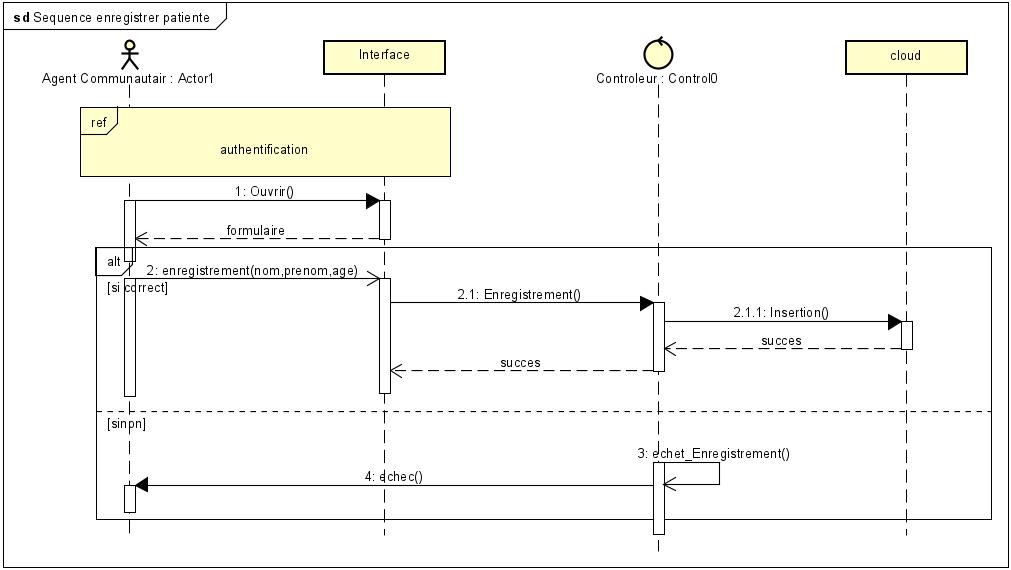 sd Sequence enregistrer patiente
Agent Communautair : Actor1
Interface
Controleur : Control0
cloud
ref
authentification
1: Ouvrir()
formulaire
alt
2: enregistrement(nom,prenom,age)
[si correct]
2.1: Enregistrement()
2.1.1: Insertion()
succes
succes
[sinon]
3: echet_Enregistrement()
4: echec()